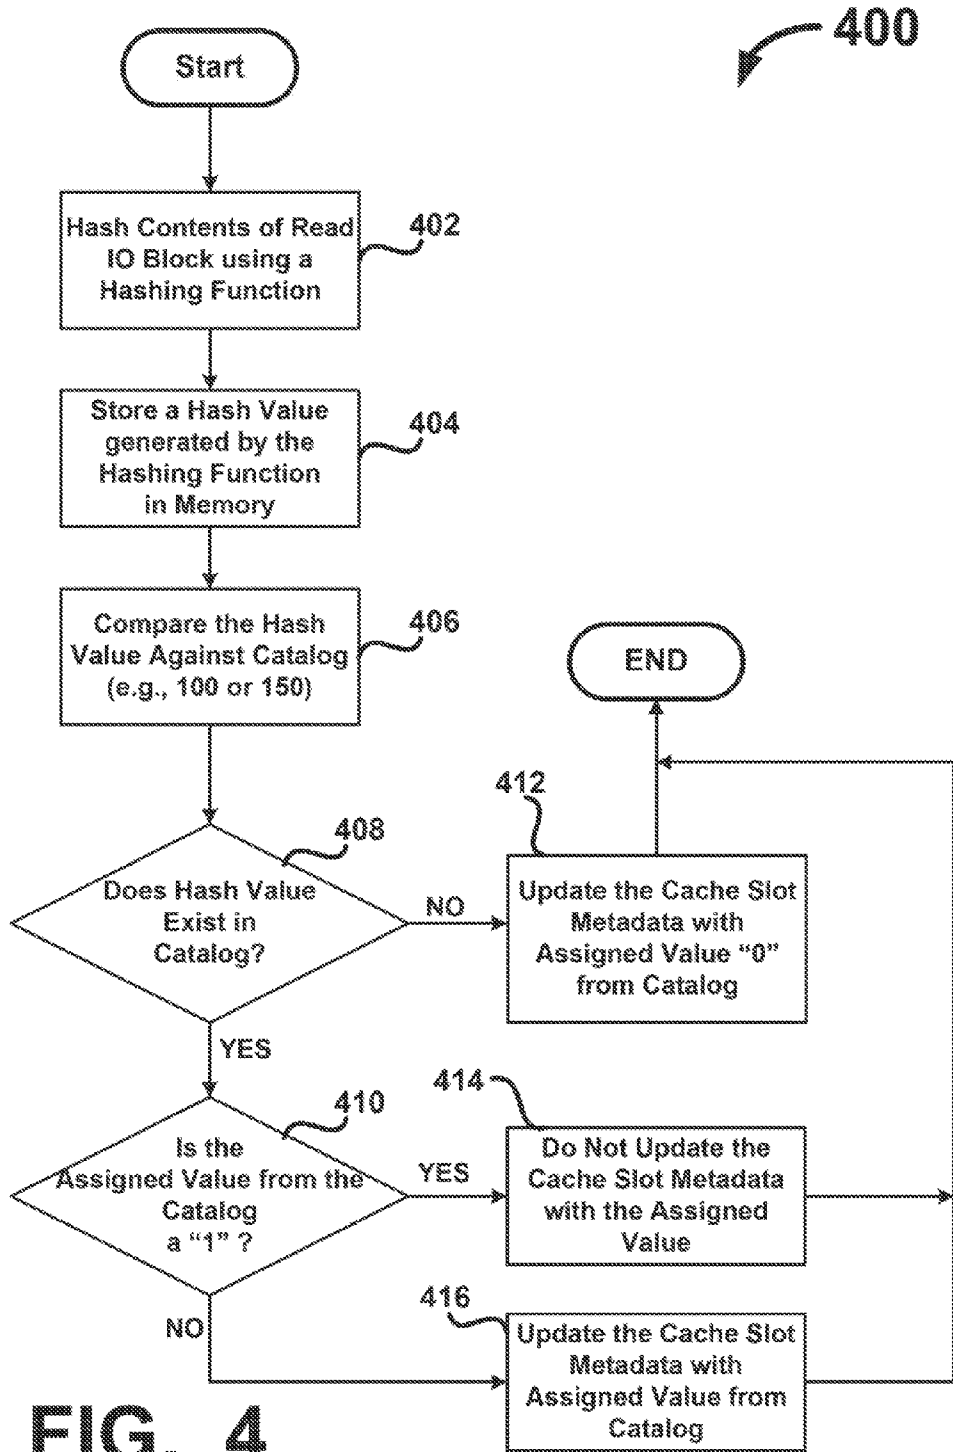 400
Start
Hash Contents of Read
IO Block using a
Hashing Function
402
Store a Hash Value
generated by the
Hashing Function
in Memory
404
Compare the Hash
Value Against Catalog
(e.g., 100 or 150)
406
END
Does Hash Value
Exist in
Catalog?
408
NO
412
Update the Cache Slot
Metadata with
Assigned Value “0”
from Catalog
YES
Is the
Assigned Value from the
Catalog
a “1” ?
410
YES
414
Do Not Update the
Cache Slot Metadata
with the Assigned
Value
NO
416
Update the Cache Slot
Metadata with
Assigned Value from
Catalog
FIG. 4